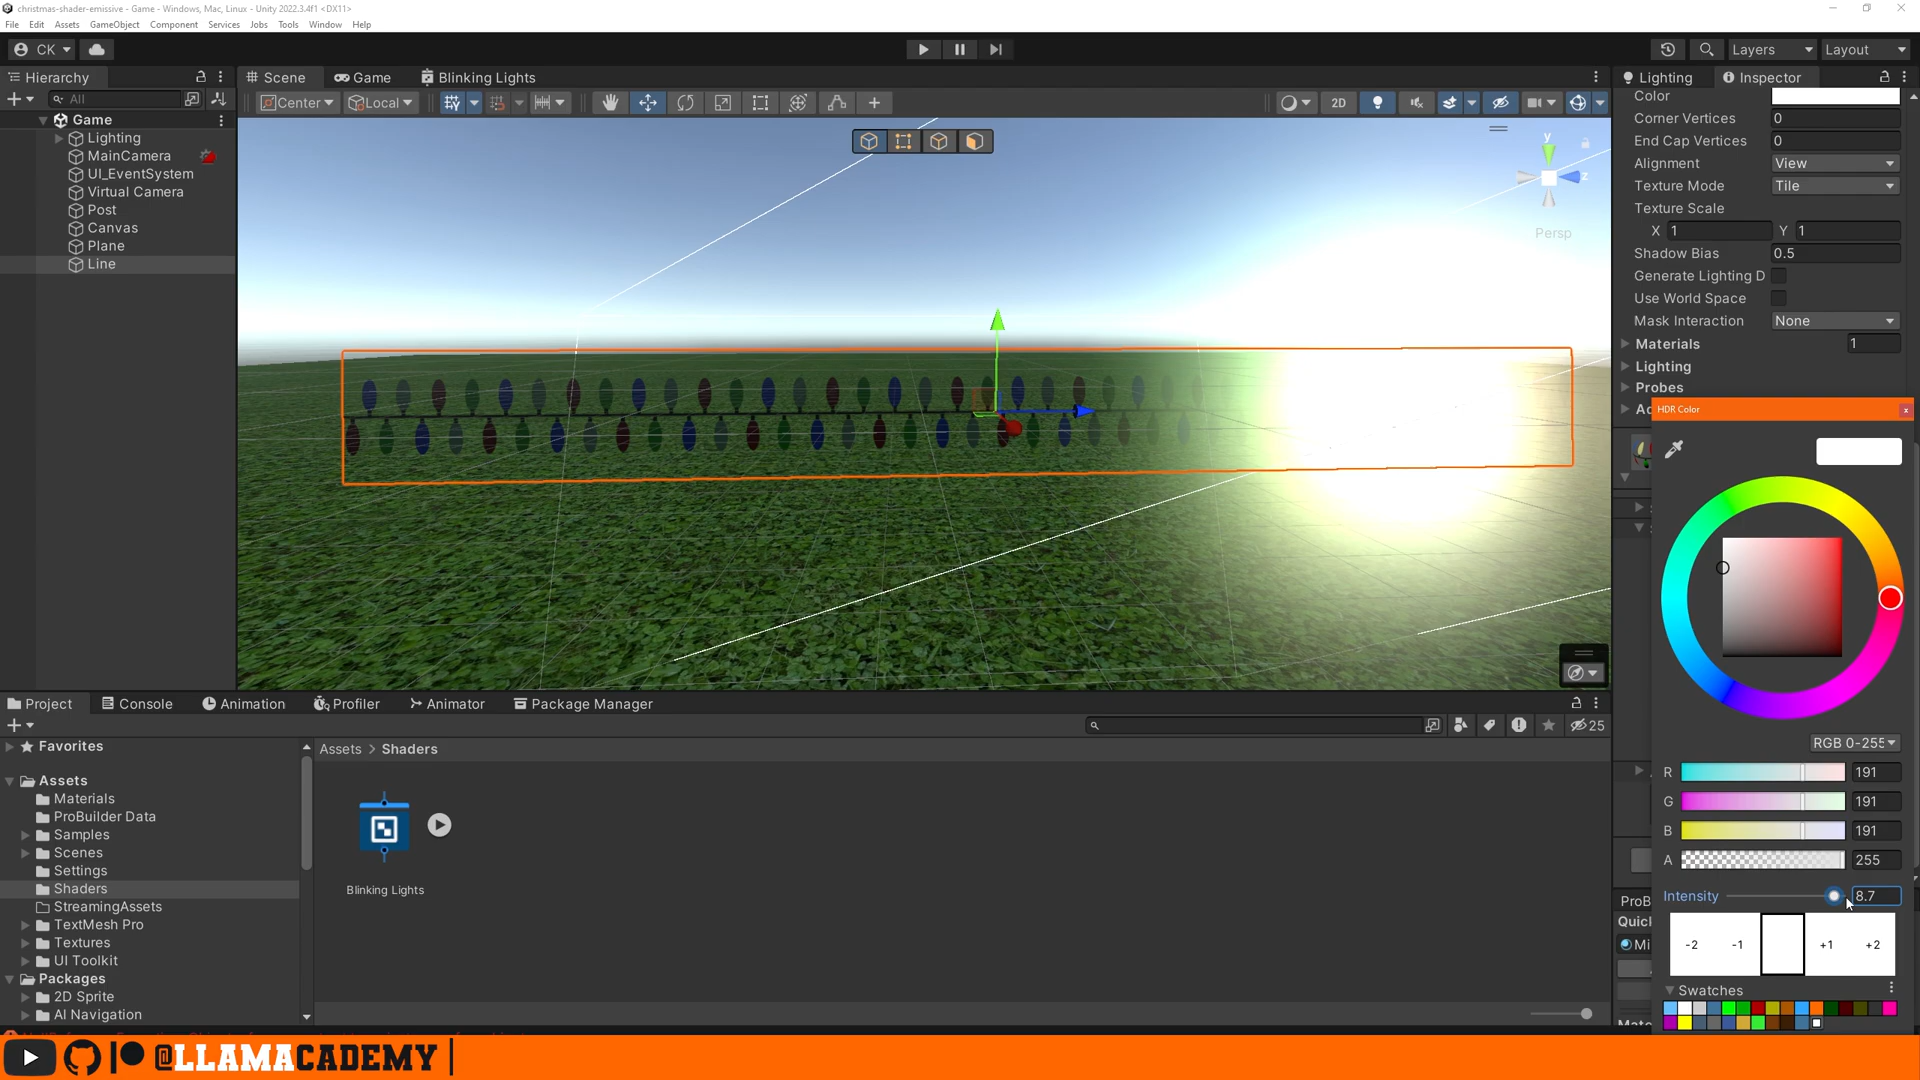 christmas-shader-emissive - Game - Windows, Mac, Linux - Unity 2022.3.4f1 <DX11>
File Edit Assets GameObject Component Services Jobs Tools Window Help
CK
Layers Layout
Hierarchy
All
Game
Lighting
MainCamera
UI_EventSystem
Virtual Camera
Post
Canvas
Plane
Line
Scene Game Blinking Lights
Center Local
2D
y
z
Persp
Lighting Inspector
Color
Corner Vertices 0
End Cap Vertices 0
Alignment View
Texture Mode Tile
Texture Scale
X 1 Y 1
Shadow Bias 0.5
Generate Lighting D
Use World Space
Mask Interaction None
Materials 1
Lighting
Probes
HDR Color
RGB 0-255
R 191
G 191
B 191
A 255
Intensity 8.7
-2 -1 +1 +2
Swatches
ProB
Quick
Mi
Project Console Animation Profiler Animator Package Manager
25
Favorites
Assets
Materials
ProBuilder Data
Samples
Scenes
Settings
Shaders
StreamingAssets
TextMesh Pro
Textures
UI Toolkit
Packages
2D Sprite
AI Navigation
Assets > Shaders
Blinking Lights
@LLAMACADEMY